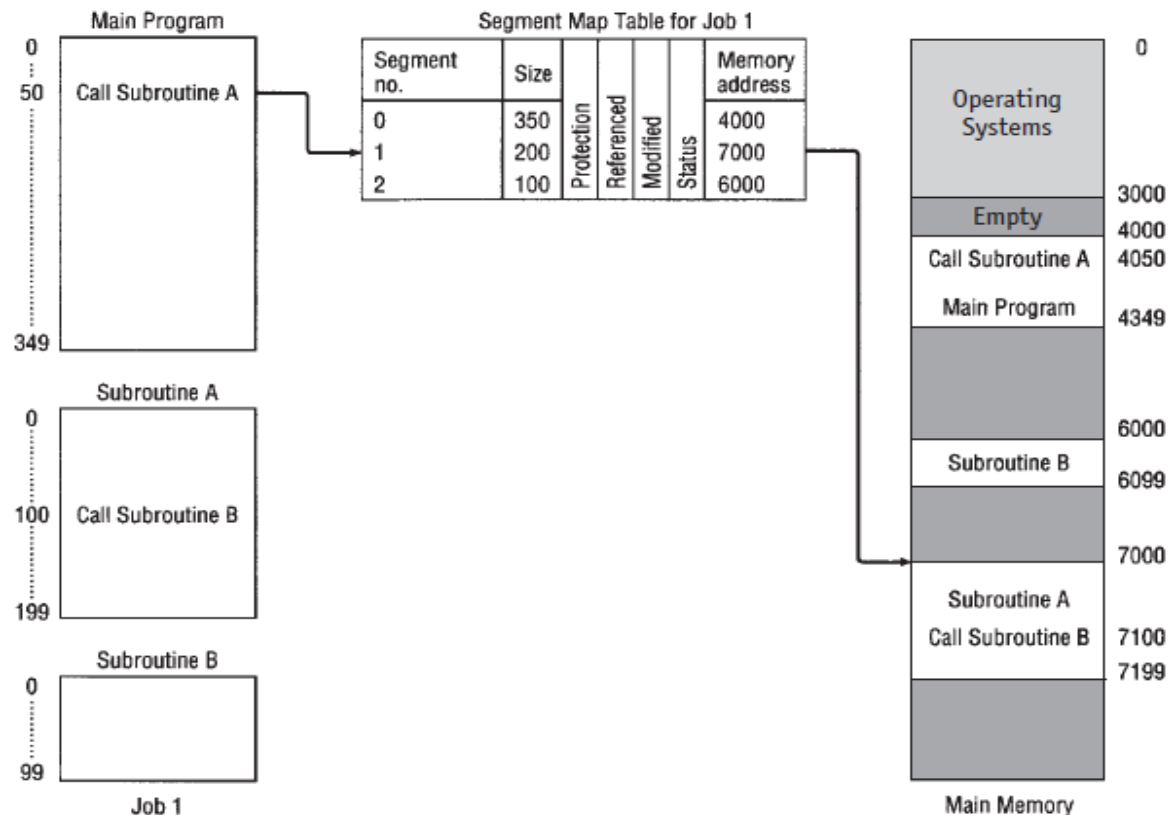 Main Program
0
50
Call Subroutine A
349
Subroutine A
0
100
Call Subroutine B
199
Subroutine B
0
99
Job 1
Segment Map Table for Job 1
Segment no. Size Protection Referenced Modified Status Memory address
0 350 4000
1 200 7000
2 100 6000
0
Operating
Systems
3000
Empty
4000
Call Subroutine A 4050
Main Program 4349
6000
Subroutine B
6099
7000
Subroutine A
Call Subroutine B 7100
7199
Main Memory